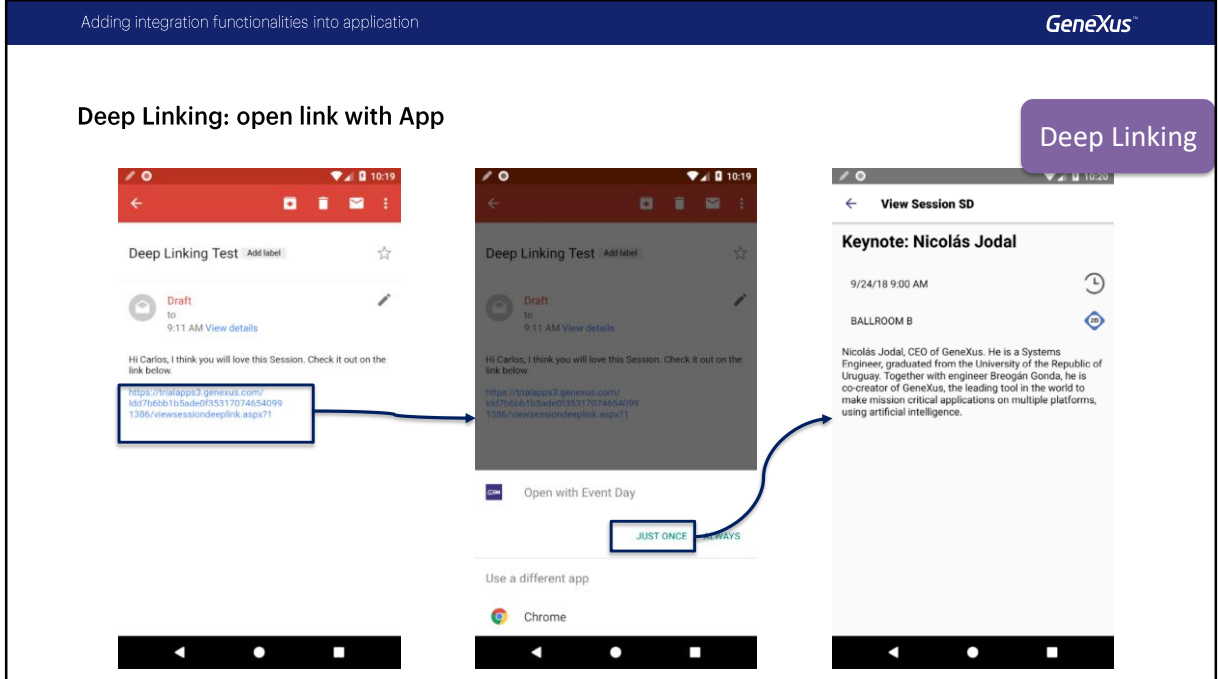 Adding integration functionalities into application
GeneXus™
Deep Linking: open link with App
Deep Linking
10:19
Deep Linking Test Add label
Draft
to
9:11 AM View details
Hi Carlos, I think you will love this Session. Check it out on the
link below.
https://trialapps3.genexus.com/
Idd7b6bb1b5ade0f35317074654099
1386/viewsessiondeeplink.aspx?1
10:19
Deep Linking Test Add label
Draft
to
9:11 AM View details
Hi Carlos, I think you will love this Session. Check it out on the
link below.
https://trialapps3.genexus.com/
Idd7b6bb1b5ade0f35317074654099
1386/viewsessiondeeplink.aspx?1
Open with Event Day
JUST ONCE ALWAYS
Use a different app
Chrome
10:20
View Session SD
Keynote: Nicolás Jodal
9/24/18 9:00 AM
BALLROOM B
2B
Nicolás Jodal, CEO of GeneXus. He is a Systems
Engineer, graduated from the University of the Republic of
Uruguay. Together with engineer Breogán Gonda, he is
co-creator of GeneXus, the leading tool in the world to
make mission critical applications on multiple platforms,
using artificial intelligence.